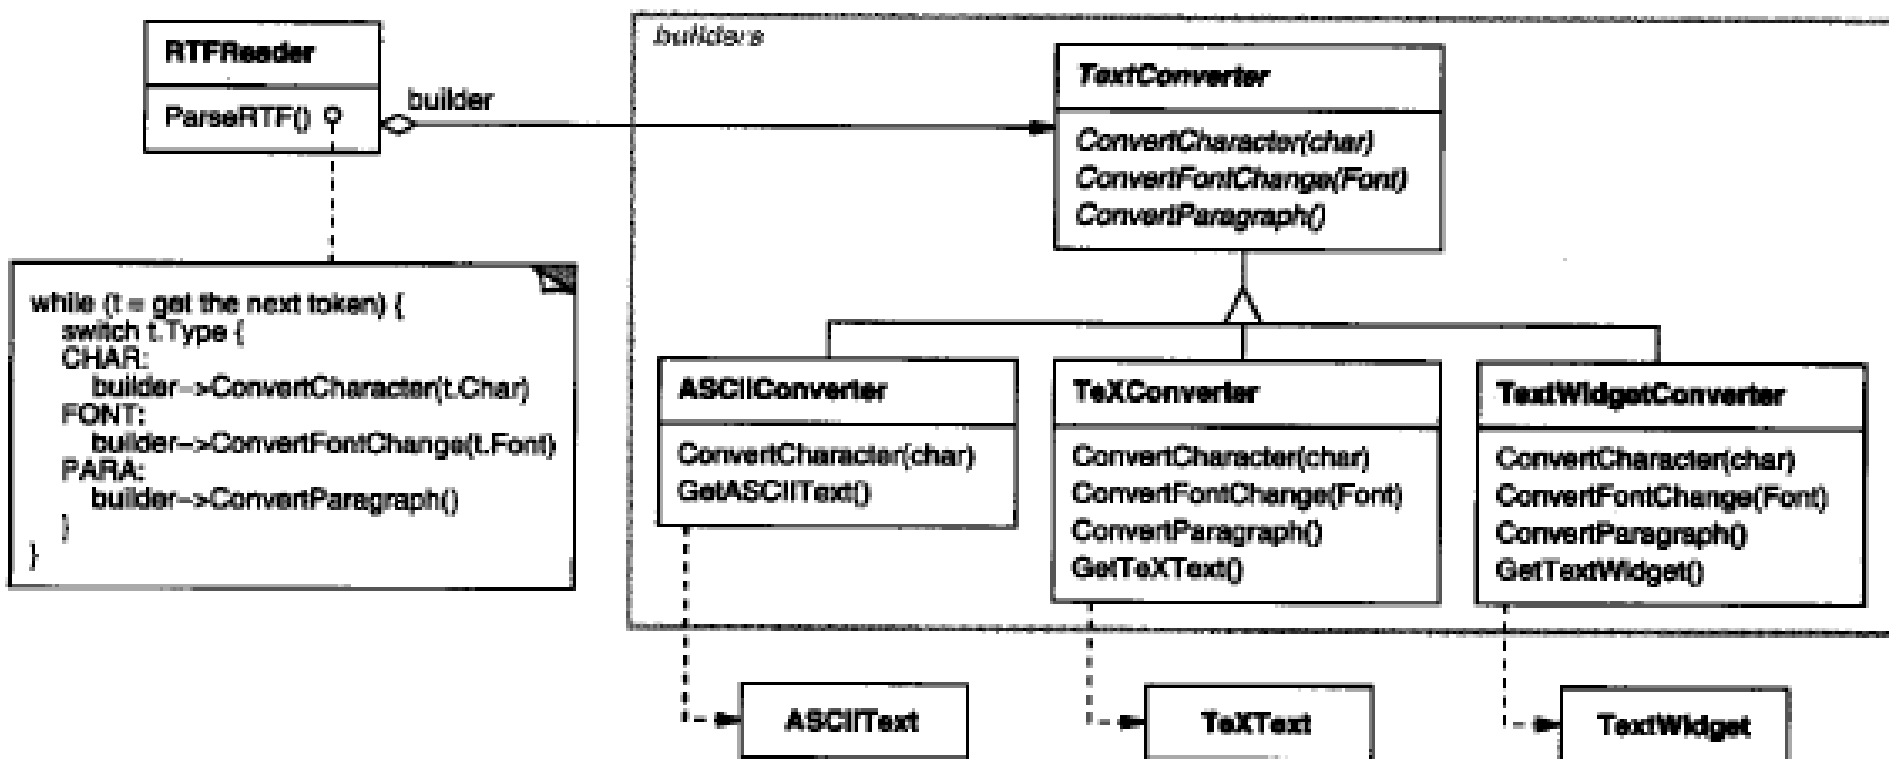 RTFReader
ParseRTF()
builder
builders
TextConverter
ConvertCharacter(char)
ConvertFontChange(Font)
ConvertParagraph()
while (t = get the next token) {
switch t.Type {
CHAR:
builder->ConvertCharacter(t.Char)
FONT:
builder->ConvertFontChange(t.Font)
PARA:
builder->ConvertParagraph()
}
}
ASCIIConverter
ConvertCharacter(char)
GetASCIIText()
TeXConverter
ConvertCharacter(char)
ConvertFontChange(Font)
ConvertParagraph()
GetTeXText()
TextWidgetConverter
ConvertCharacter(char)
ConvertFontChange(Font)
ConvertParagraph()
GetTextWidget()
ASCIIText
TeXText
TextWidget